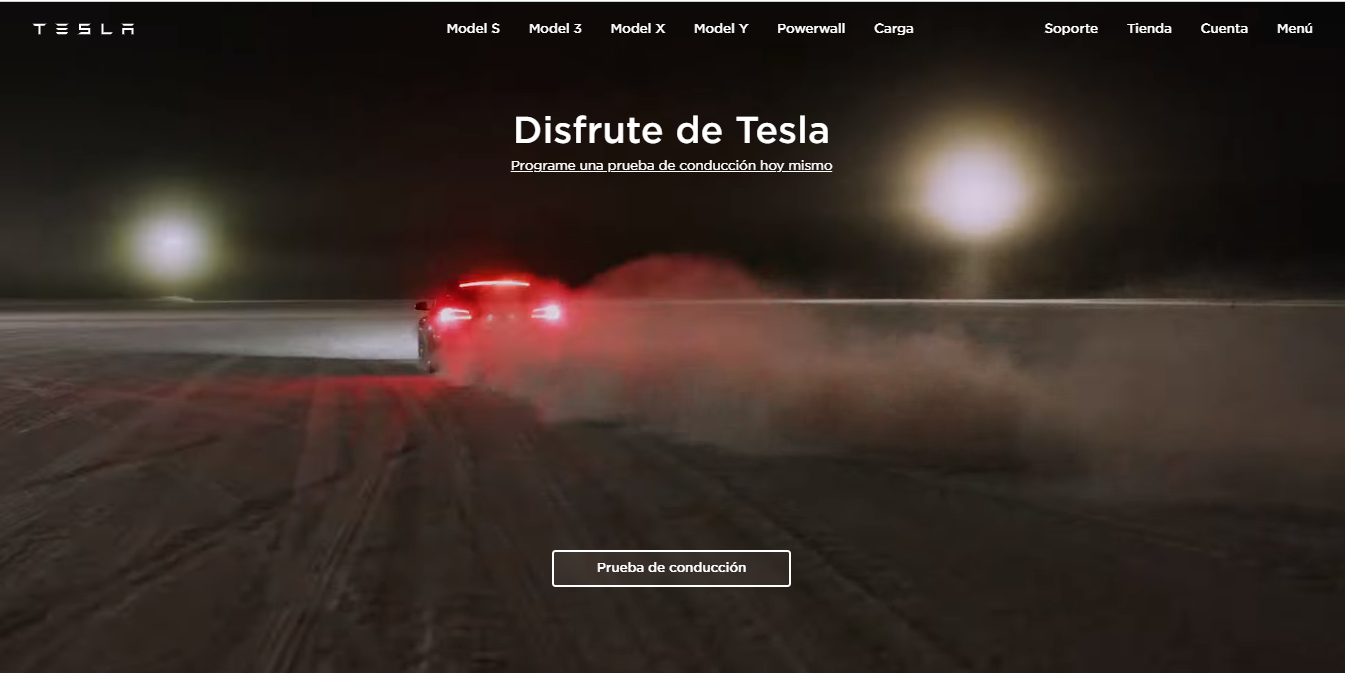 TESLA Model S Model 3 Model X Model Y Powerwall Carga Soporte Tienda Cuenta Menú
Disfrute de Tesla
Programe una prueba de conducción hoy mismo
Prueba de conducción